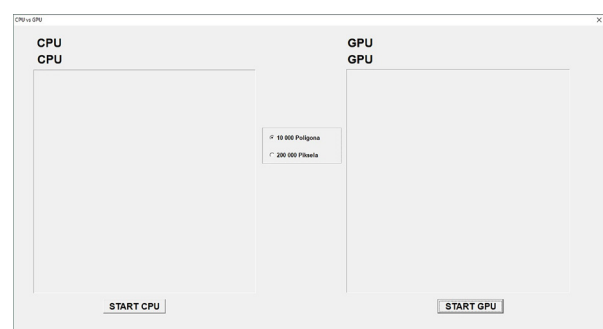 CPU vs GPU
CPU
CPU
GPU
GPU
10 000 Poligona
200 000 Piksela
START CPU
START GPU